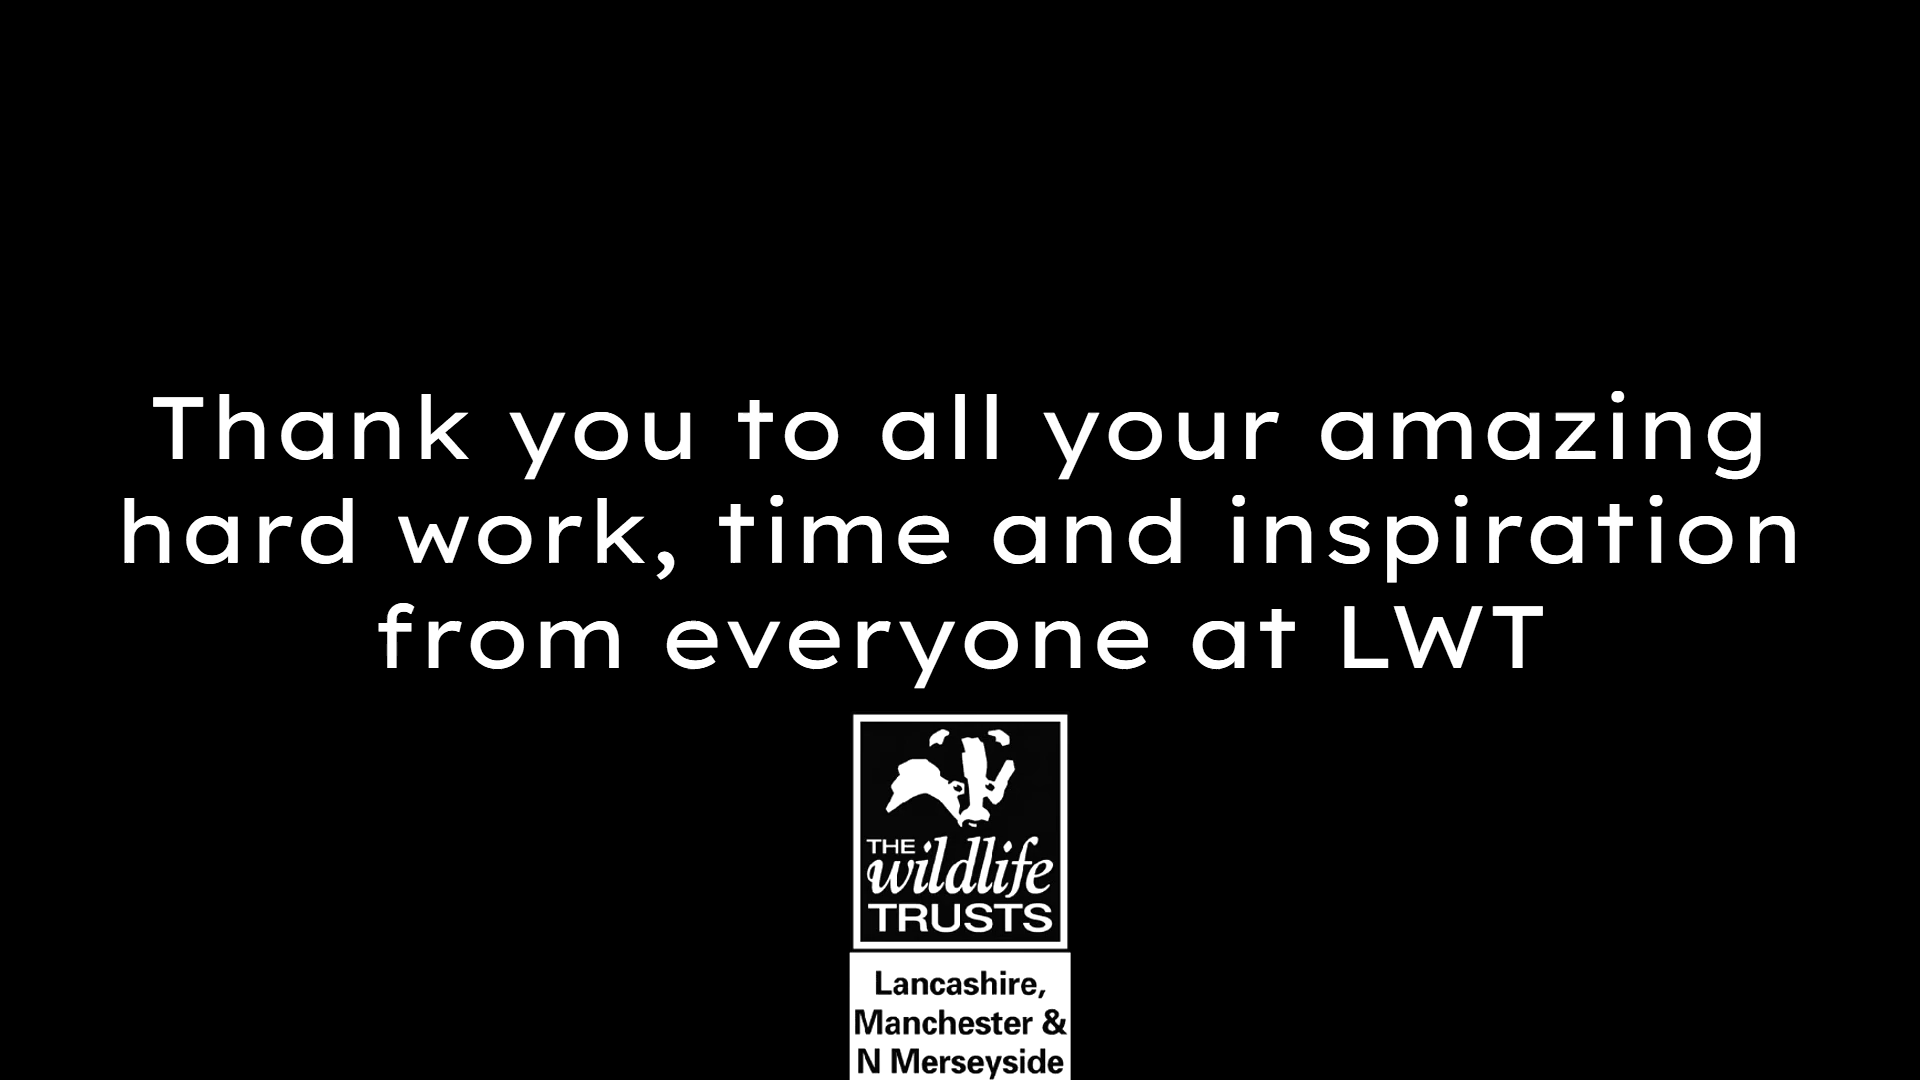 Thank you to all your amazing
hard work, time and inspiration
from everyone at LWT
THE
wildlife
TRUSTS
Lancashire,
Manchester &
N Merseyside